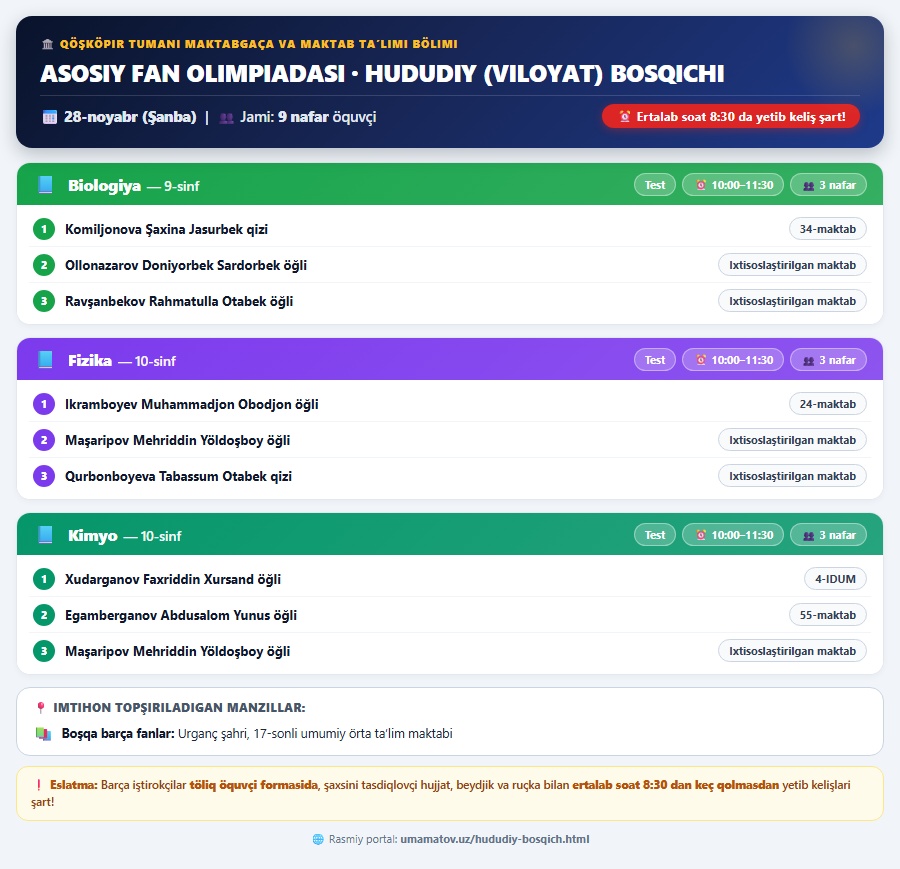 QÖŞKÖPIR TUMANI MAKTABGAÇA VA MAKTAB TA’LIMI BÖLIMI
ASOSIY FAN OLIMPIADASI · HUDUDIY (VILOYAT) BOSQICHI
28-noyabr (Şanba) | Jami: 9 nafar öquvçi
Ertalab soat 8:30 da yetib keliş şart!
Biologiya — 9-sinf Test 10:00–11:30 3 nafar
1 Komiljonova Şaxina Jasurbek qizi 34-maktab
2 Ollonazarov Doniyorbek Sardorbek öğli Ixtisoslaştirilgan maktab
3 Ravşanbekov Rahmatulla Otabek öğli Ixtisoslaştirilgan maktab
Fizika — 10-sinf Test 10:00–11:30 3 nafar
1 Ikramboyev Muhammadjon Obodjon öğli 24-maktab
2 Maşaripov Mehriddin Yöldoşboy öğli Ixtisoslaştirilgan maktab
3 Qurbonboyeva Tabassum Otabek qizi Ixtisoslaştirilgan maktab
Kimyo — 10-sinf Test 10:00–11:30 3 nafar
1 Xudarganov Faxriddin Xursand öğli 4-IDUM
2 Egamberganov Abdusalom Yunus öğli 55-maktab
3 Maşaripov Mehriddin Yöldoşboy öğli Ixtisoslaştirilgan maktab
IMTIHON TOPŞIRILADIGAN MANZILLAR:
Boşqa barça fanlar: Urganç şahri, 17-sonli umumiy örta ta’lim maktabi
Eslatma: Barça iştirokçilar töliq öquvçi formasida, şaxsini tasdiqlovçi hujjat, beydjik va ruçka bilan ertalab soat 8:30 dan keç qolmasdan yetib kelişlari
şart!
Rasmiy portal: umamatov.uz/hududiy-bosqich.html